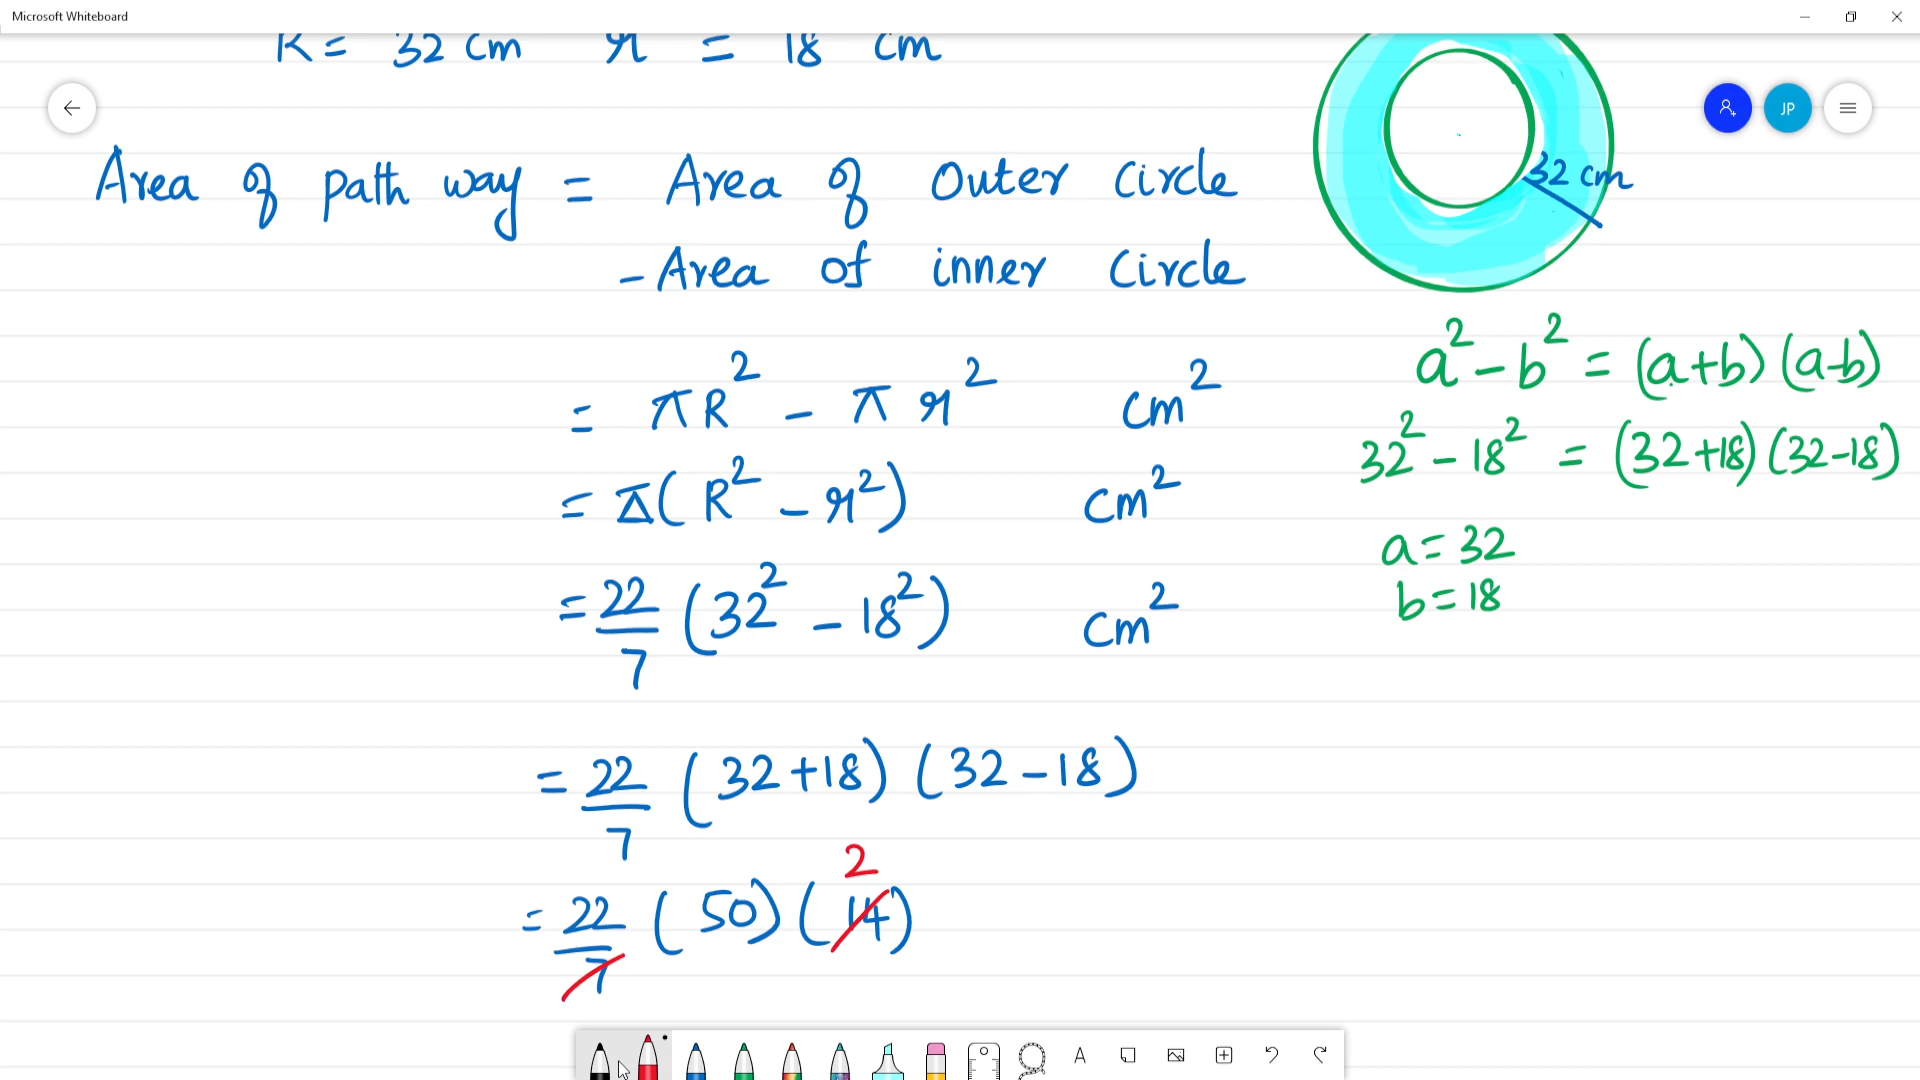 Microsoft Whiteboard
R = 32 cm r = 18 cm
JP
32 cm
Area of path way = Area of Outer Circle
- Area of inner Circle
a² - b² = (a+b) (a-b)
= πR² - πr² cm²
32² - 18² = (32+18) (32-18)
= π(R² - r²) cm²
a = 32
= 22/7 (32² - 18²) cm²
b = 18
= 22/7 (32+18) (32-18)
2
= 22/7 (50) (14)
A